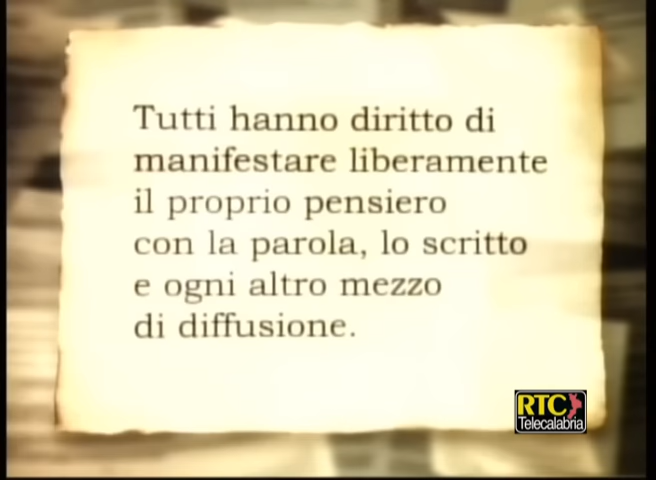 Tutti hanno diritto di
manifestare liberamente
il proprio pensiero
con la parola, lo scritto
e ogni altro mezzo
di diffusione.
RTC
Telecalabria